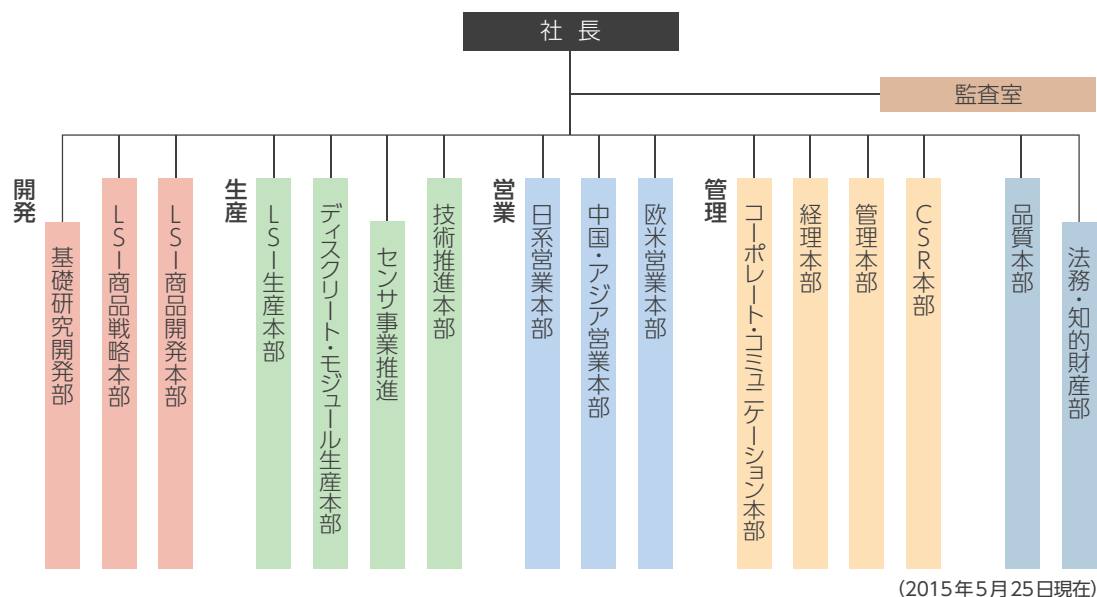 社 長
監査室
開発
基礎研究開発部
LSI商品戦略本部
LSI商品開発本部
生産
LSI生産本部
ディスクリート・モジュール生産本部
センサ事業推進
技術推進本部
営業
日系営業本部
中国・アジア営業本部
欧米営業本部
管理
コーポレート・コミュニケーション本部
経理本部
管理本部
CSR本部
品質本部
法務・知的財産部
(2015年5月25日現在)